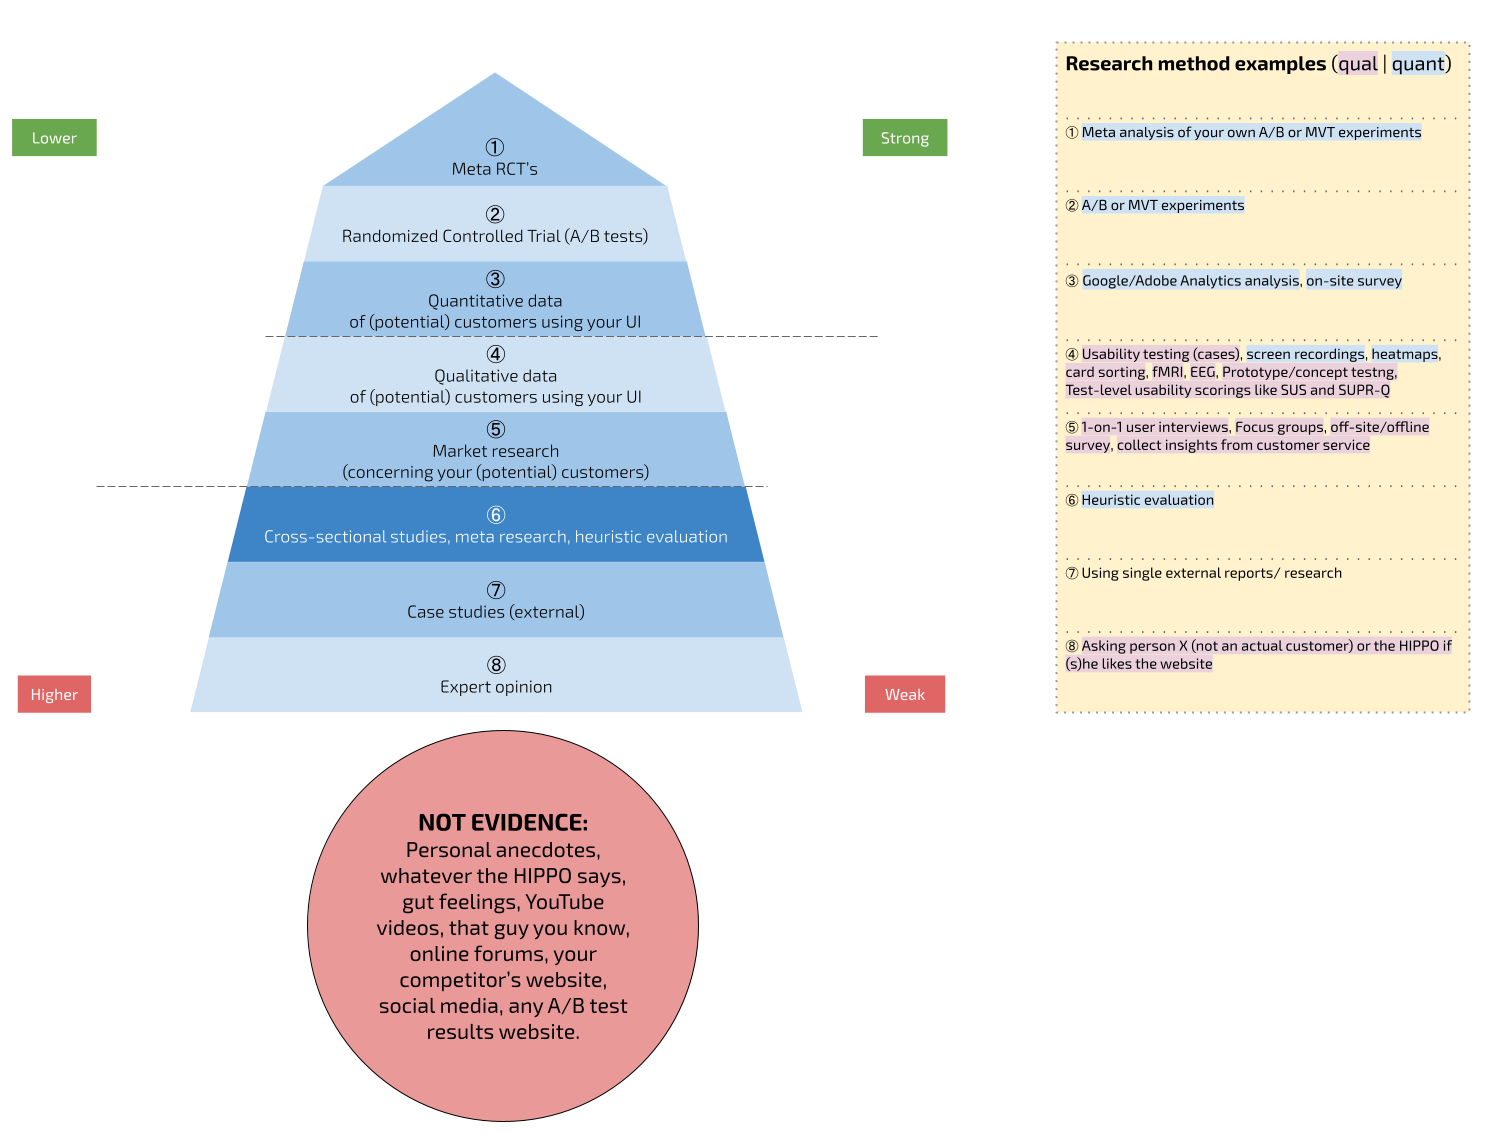 Lower
Strong
①
Meta RCT's
②
Randomized Controlled Trial (A/B tests)
③
Quantitative data
of (potential) customers using your UI
④
Qualitative data
of (potential) customers using your UI
⑤
Market research
(concerning your (potential) customers)
⑥
Cross-sectional studies, meta research, heuristic evaluation
⑦
Case studies (external)
⑧
Expert opinion
Higher
Weak
NOT EVIDENCE:
Personal anecdotes,
whatever the HIPPO says,
gut feelings, YouTube
videos, that guy you know,
online forums, your
competitor's website,
social media, any A/B test
results website.
Research method examples (qual | quant)
① Meta analysis of your own A/B or MVT experiments
② A/B or MVT experiments
③ Google/Adobe Analytics analysis, on-site survey
④ Usability testing (cases), screen recordings, heatmaps,
card sorting, fMRI, EEG, Prototype/concept testng,
Test-level usability scorings like SUS and SUPR-Q
⑤ 1-on-1 user interviews, Focus groups, off-site/offline
survey, collect insights from customer service
⑥ Heuristic evaluation
⑦ Using single external reports/ research
⑧ Asking person X (not an actual customer) or the HIPPO if
(s)he likes the website